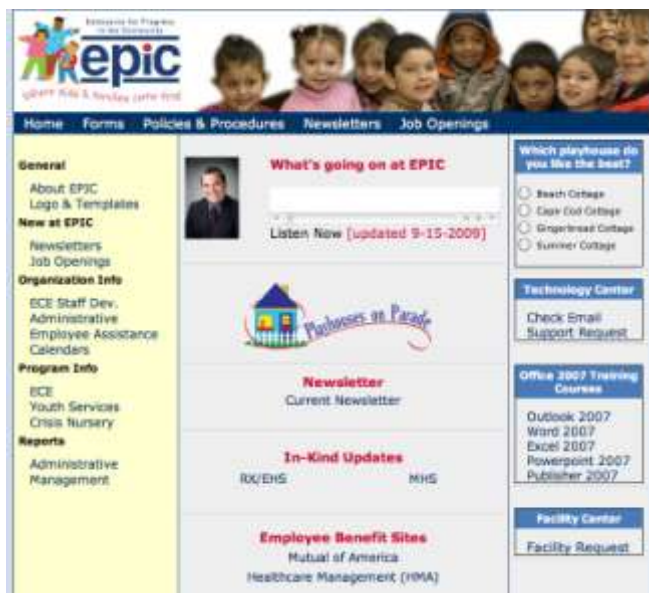 Enterprise for Progress
in the Community
epic
where kids & families come first
Home Forms Policies & Procedures Newsletters Job Openings
General
About EPIC
Logo & Templates
New at EPIC
Newsletters
Job Openings
Organization Info
ECE Staff Dev.
Administrative
Employee Assistance
Calendars
Program Info
ECE
Youth Services
Crisis Nursery
Reports
Administrative
Management
What's going on at EPIC
Listen Now [updated 9-15-2009]
Playhouses on Parade
Newsletter
Current Newsletter
In-Kind Updates
RX/EHS MHS
Employee Benefit Sites
Mutual of America
Healthcare Management (HMA)
Which playhouse do
you like the best?
Beach Cottage
Cape Cod Cottage
Gingerbread Cottage
Summer Cottage
Technology Center
Check Email
Support Request
Office 2007 Training
Courses
Outlook 2007
Word 2007
Excel 2007
Powerpoint 2007
Publisher 2007
Facility Center
Facility Request